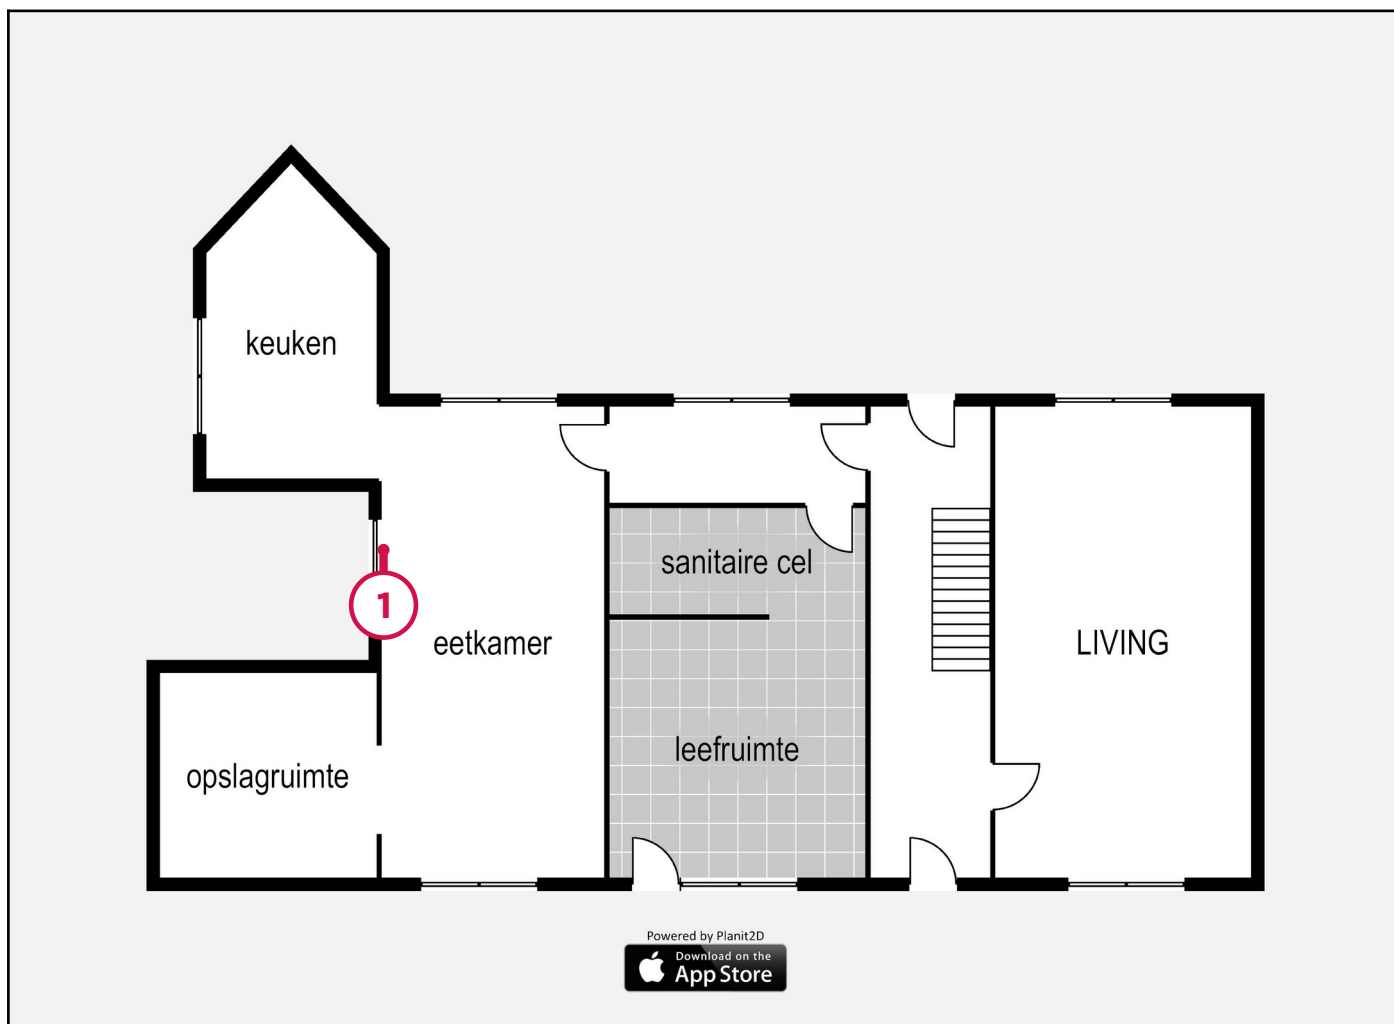 keuken
1
sanitaire cel
eetkamer
LIVING
leefruimte
opslagruimte
Powered by Planit2D
Download on the
App Store